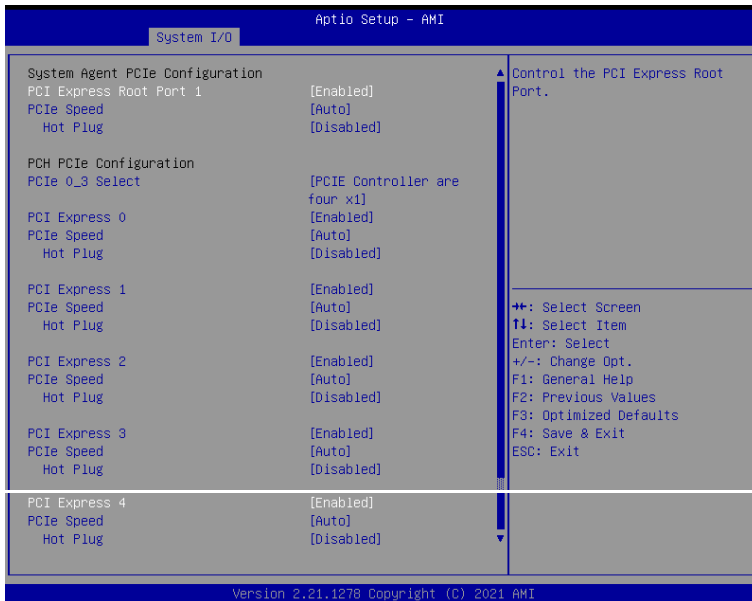 Aptio Setup – AMI
System I/O
System Agent PCIe Configuration
PCI Express Root Port 1 [Enabled]
PCIe Speed [Auto]
Hot Plug [Disabled]
PCH PCIe Configuration
PCIe 0_3 Select [PCIE Controller are
four x1]
PCI Express 0 [Enabled]
PCIe Speed [Auto]
Hot Plug [Disabled]
PCI Express 1 [Enabled]
PCIe Speed [Auto]
Hot Plug [Disabled]
PCI Express 2 [Enabled]
PCIe Speed [Auto]
Hot Plug [Disabled]
PCI Express 3 [Enabled]
PCIe Speed [Auto]
Hot Plug [Disabled]
PCI Express 4 [Enabled]
PCIe Speed [Auto]
Hot Plug [Disabled]
Control the PCI Express Root
Port.
→←: Select Screen
↑↓: Select Item
Enter: Select
+/-: Change Opt.
F1: General Help
F2: Previous Values
F3: Optimized Defaults
F4: Save & Exit
ESC: Exit
Version 2.21.1278 Copyright (C) 2021 AMI